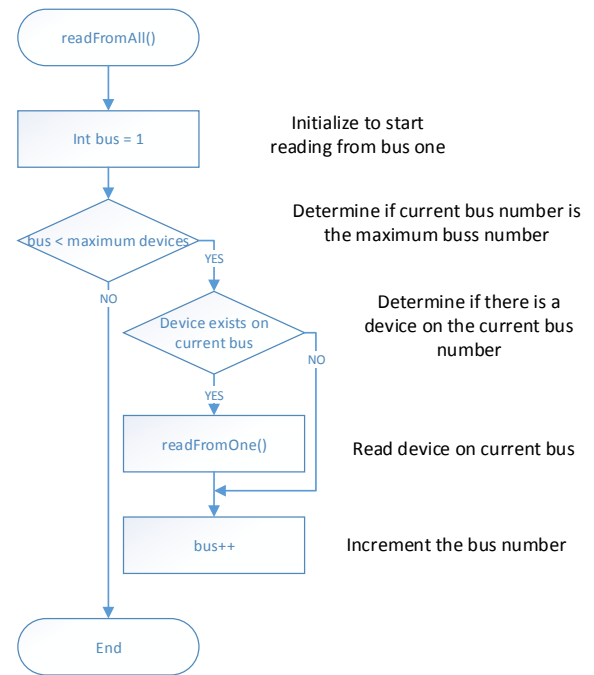 readFromAll()
Int bus = 1
Initialize to start
reading from bus one
bus < maximum devices
Determine if current bus number is
the maximum buss number
YES
NO
Device exists on
current bus
Determine if there is a
device on the current bus
number
NO
YES
readFromOne()
Read device on current bus
bus++
Increment the bus number
End